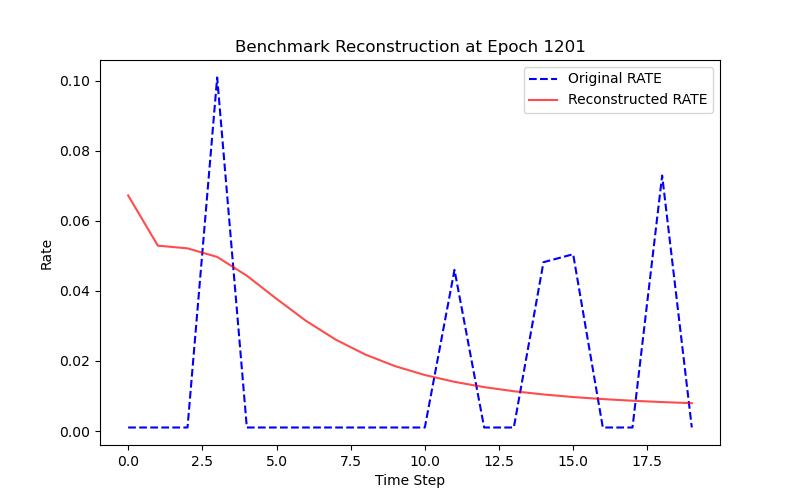 Benchmark Reconstruction at Epoch 1201
Original RATE
Reconstructed RATE
Rate
0.10
0.08
0.06
0.04
0.02
0.00
0.0 2.5 5.0 7.5 10.0 12.5 15.0 17.5
Time Step